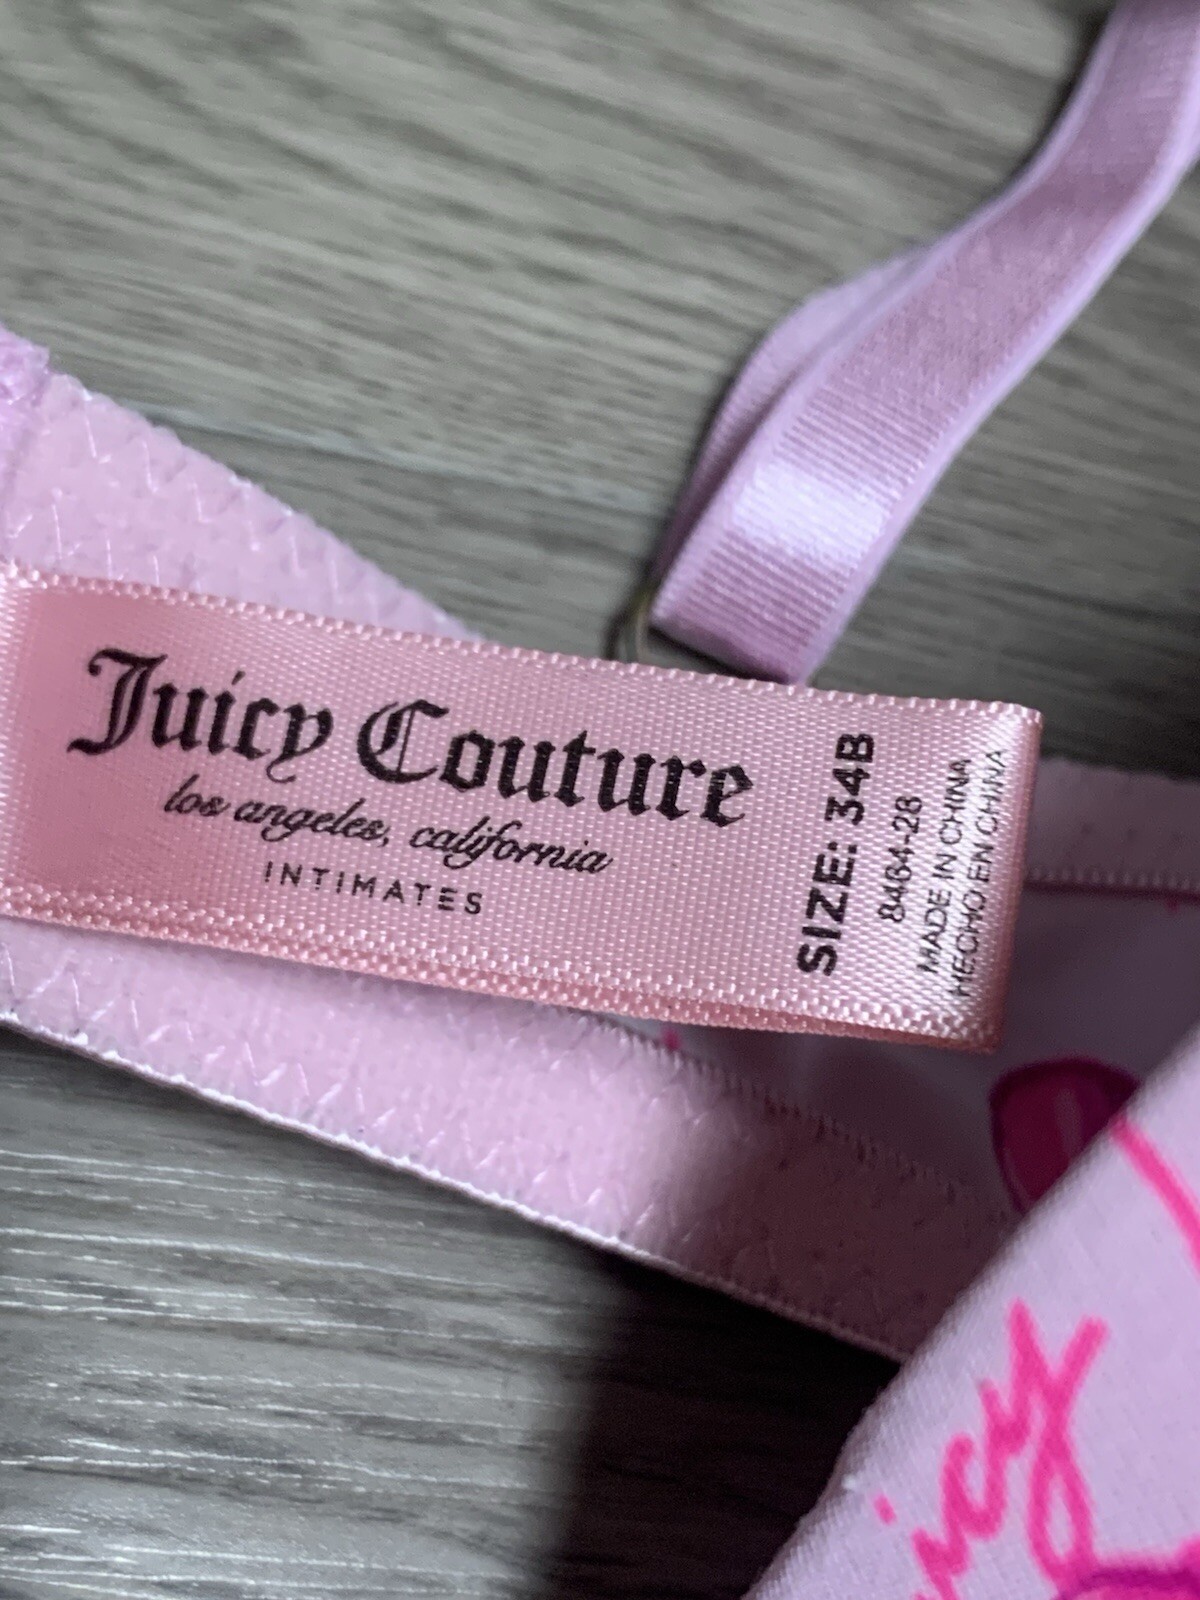 Juicy Couture
los angeles, california
INTIMATES
SIZE: 34B
8464-28
MADE IN CHINA
HECHO EN CHINA